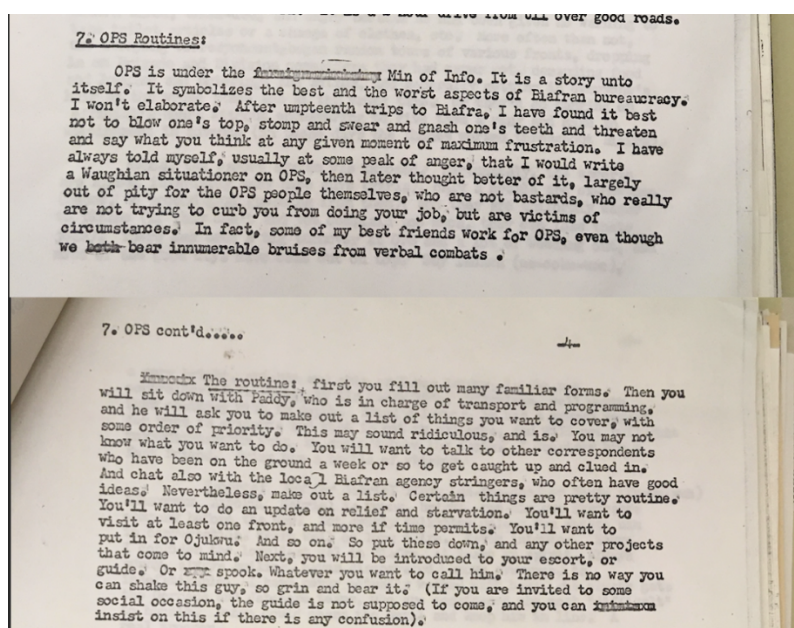 is a 2 hour drive from Uli over good roads.
7. OPS Routines:
OPS is under the Min of Info. It is a story unto
itself. It symbolizes the best and the worst aspects of Biafran bureaucracy.
I won't elaborate. After umpteenth trips to Biafra, I have found it best
not to blow one's top, stomp and swear and gnash one's teeth and threaten
and say what you think at any given moment of maximum frustration. I have
always told myself, usually at some peak of anger, that I would write
a Waughian situationer on OPS, then later thought better of it, largely
out of pity for the OPS people themselves, who are not bastards, who really
are not trying to curb you from doing your job, but are victims of
circumstances. In fact, some of my best friends work for OPS, even though
we both bear innumerable bruises from verbal combats .
7. OPS cont'd.....
4
The routine: first you fill out many familiar forms. Then you
will sit down with Paddy, who is in charge of transport and programming,
and he will ask you to make out a list of things you want to cover, with
some order of priority. This may sound ridiculous, and is. You may not
know what you want to do. You will want to talk to other correspondents
who have been on the ground a week or so to get caught up and clued in.
And chat also with the local Biafran agency stringers, who often have good
ideas. Nevertheless, make out a list. Certain things are pretty routine.
You'll want to do an update on relief and starvation. You'll want to
visit at least one front, and more if time permits. You'll want to
put in for Ojukwu. And so on. So put these down, and any other projects
that come to mind. Next, you will be introduced to your escort, or
guide. Or spook. Whatever you want to call him. There is no way you
can shake this guy, so grin and bear it. (If you are invited to some
social occasion, the guide is not supposed to come, and you can
insist on this if there is any confusion).